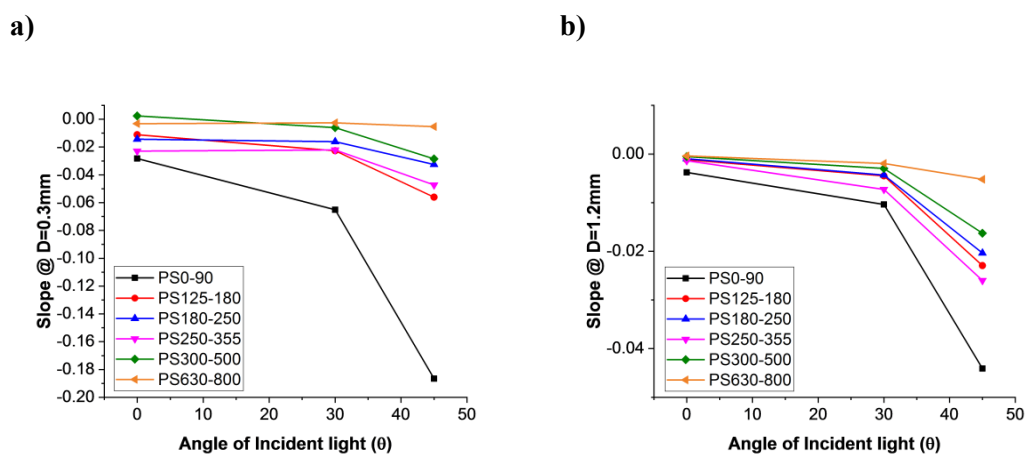 a)
Slope @ D=0.3mm
0.00
-0.02
-0.04
-0.06
-0.08
-0.10
-0.12
-0.14
-0.16
-0.18
-0.20
PS0-90
PS125-180
PS180-250
PS250-355
PS300-500
PS630-800
0 10 20 30 40 50
Angle of Incident light (θ)
b)
Slope @ D=1.2mm
0.00
-0.02
-0.04
PS0-90
PS125-180
PS180-250
PS250-355
PS300-500
PS630-800
0 10 20 30 40 50
Angle of Incident light (θ)